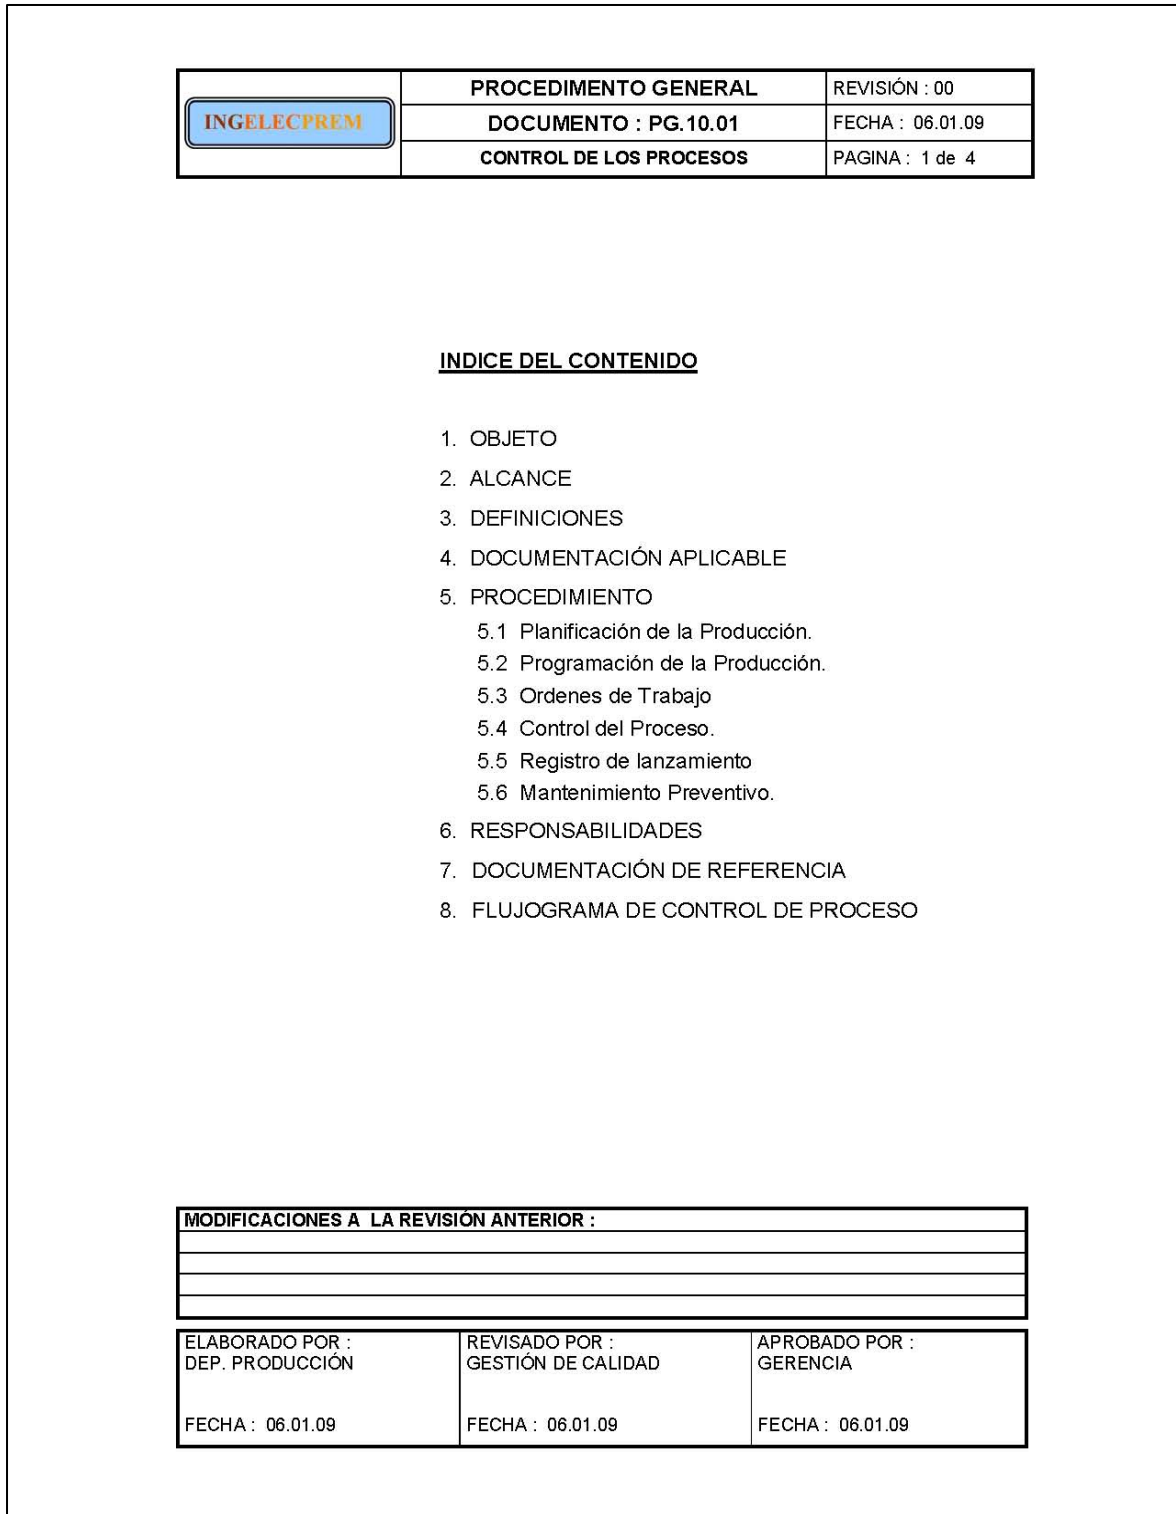 INGELECPREM
PROCEDIMENTO GENERAL
REVISIÓN : 00
DOCUMENTO : PG.10.01
FECHA : 06.01.09
CONTROL DE LOS PROCESOS
PAGINA : 1 de 4
INDICE DEL CONTENIDO
1. OBJETO
2. ALCANCE
3. DEFINICIONES
4. DOCUMENTACIÓN APLICABLE
5. PROCEDIMIENTO
5.1 Planificación de la Producción.
5.2 Programación de la Producción.
5.3 Ordenes de Trabajo
5.4 Control del Proceso.
5.5 Registro de lanzamiento
5.6 Mantenimiento Preventivo.
6. RESPONSABILIDADES
7. DOCUMENTACIÓN DE REFERENCIA
8. FLUJOGRAMA DE CONTROL DE PROCESO
MODIFICACIONES A LA REVISIÓN ANTERIOR :
ELABORADO POR :
DEP. PRODUCCIÓN
FECHA : 06.01.09
REVISADO POR :
GESTIÓN DE CALIDAD
FECHA : 06.01.09
APROBADO POR :
GERENCIA
FECHA : 06.01.09